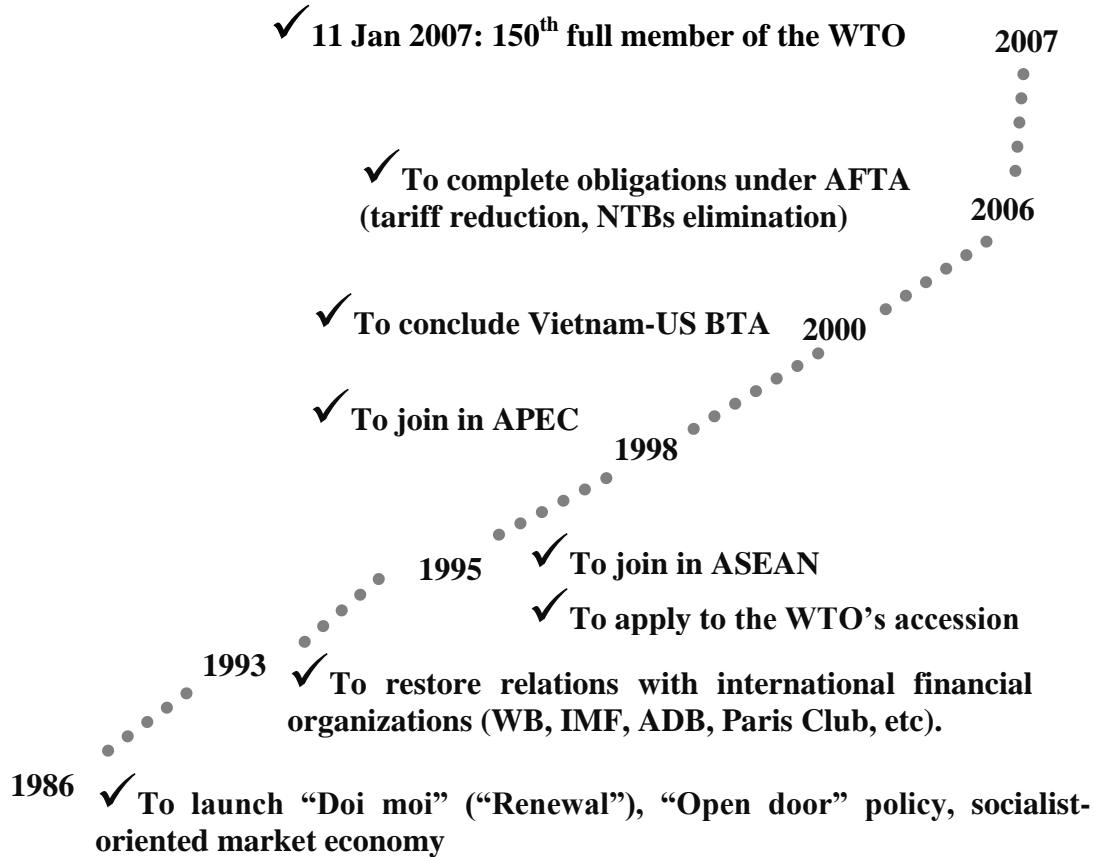 ✓ 11 Jan 2007: 150th full member of the WTO
2007
✓ To complete obligations under AFTA
(tariff reduction, NTBs elimination)
2006
✓ To conclude Vietnam-US BTA
2000
✓ To join in APEC
1998
1995
✓ To join in ASEAN
✓ To apply to the WTO’s accession
1993
✓ To restore relations with international financial
organizations (WB, IMF, ADB, Paris Club, etc).
1986
✓ To launch “Doi moi” (“Renewal”), “Open door” policy, socialist-
oriented market economy